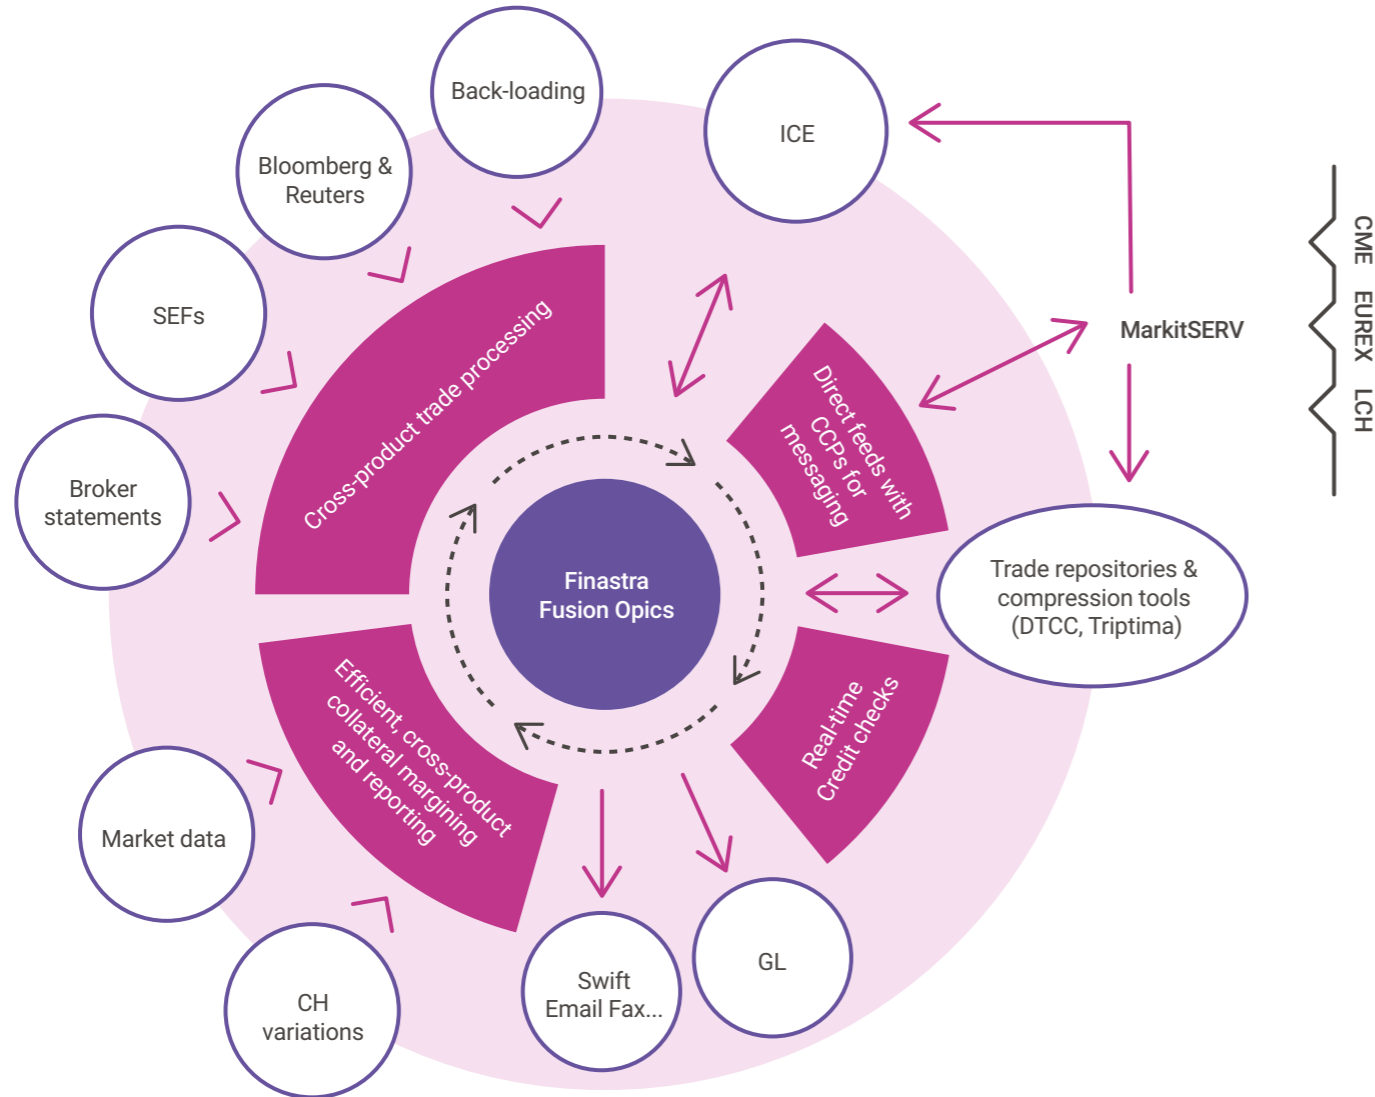 Back-loading
ICE
Bloomberg &
Reuters
SEFs
Broker
statements
Cross-product trade processing
Direct feeds with
CCPs for
messaging
MarkitSERV
CME
EUREX
LCH
Finastra
Fusion Opics
Trade repositories &
compression tools
(DTCC, Triptima)
Efficient, cross-product
collateral margining
and reporting
Real-time
Credit checks
Market data
CH
variations
Swift
Email Fax...
GL